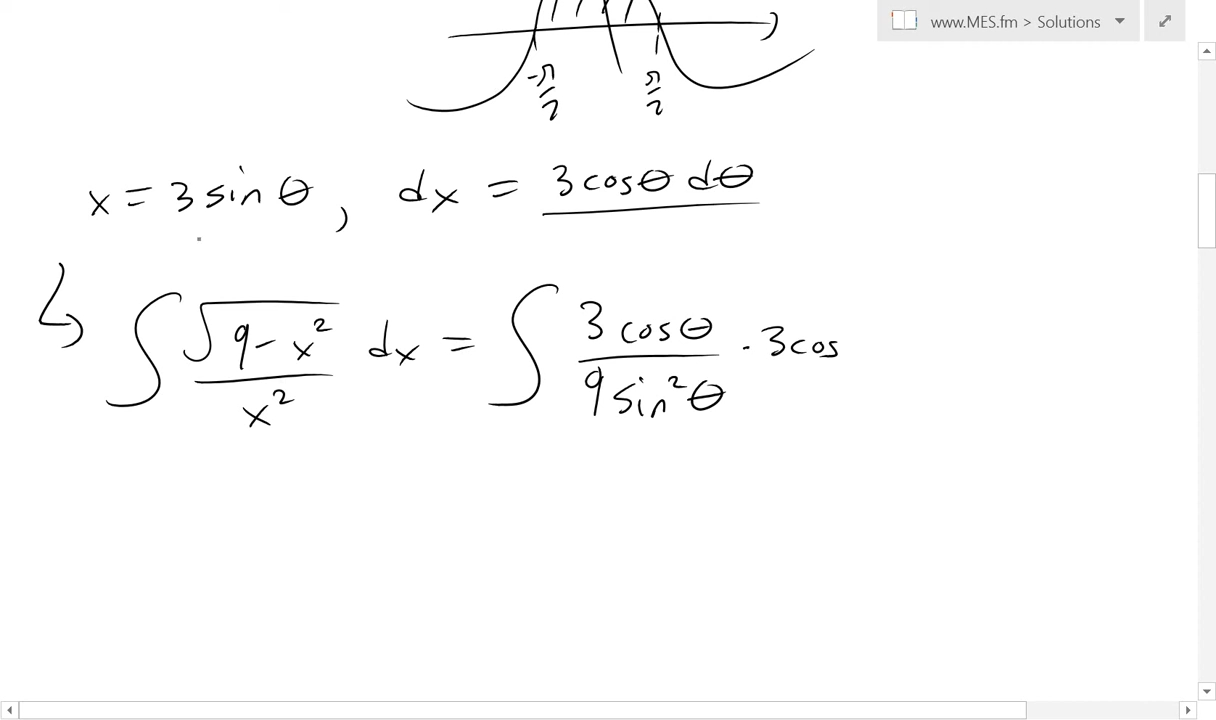 www.MES.fm > Solutions
-π/2 π/2
x = 3 sin θ, dx = 3 cos θ dθ
∫ √(9 - x²) / x² dx = ∫ 3 cos θ / 9 sin² θ · 3 cos